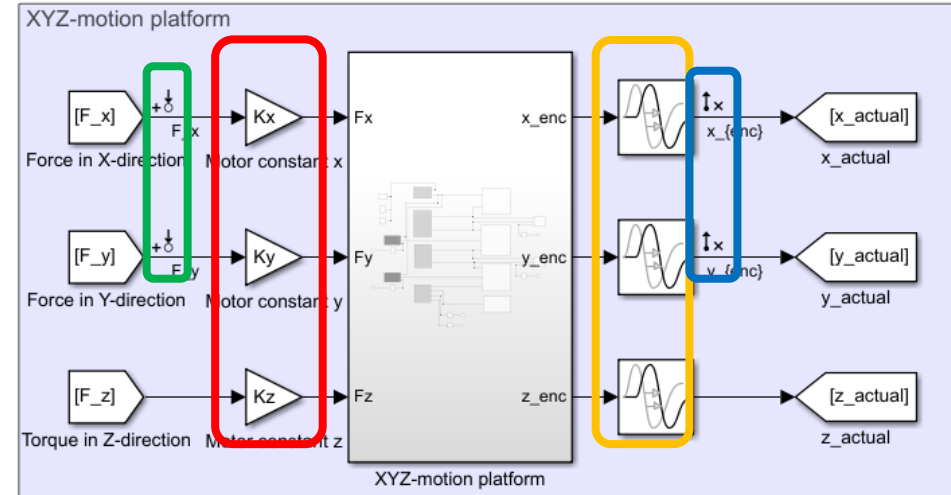 XYZ-motion platform
[F_x]
F_x
Kx
Fx
x_enc
x_{enc}
[x_actual]
Force in X-direction
Motor constant x
x_actual
[F_y]
F_y
Ky
Fy
y_enc
y_{enc}
[y_actual]
Force in Y-direction
Motor constant y
y_actual
[F_z]
Kz
Fz
z_enc
[z_actual]
Torque in Z-direction
Motor constant z
z_actual
XYZ-motion platform